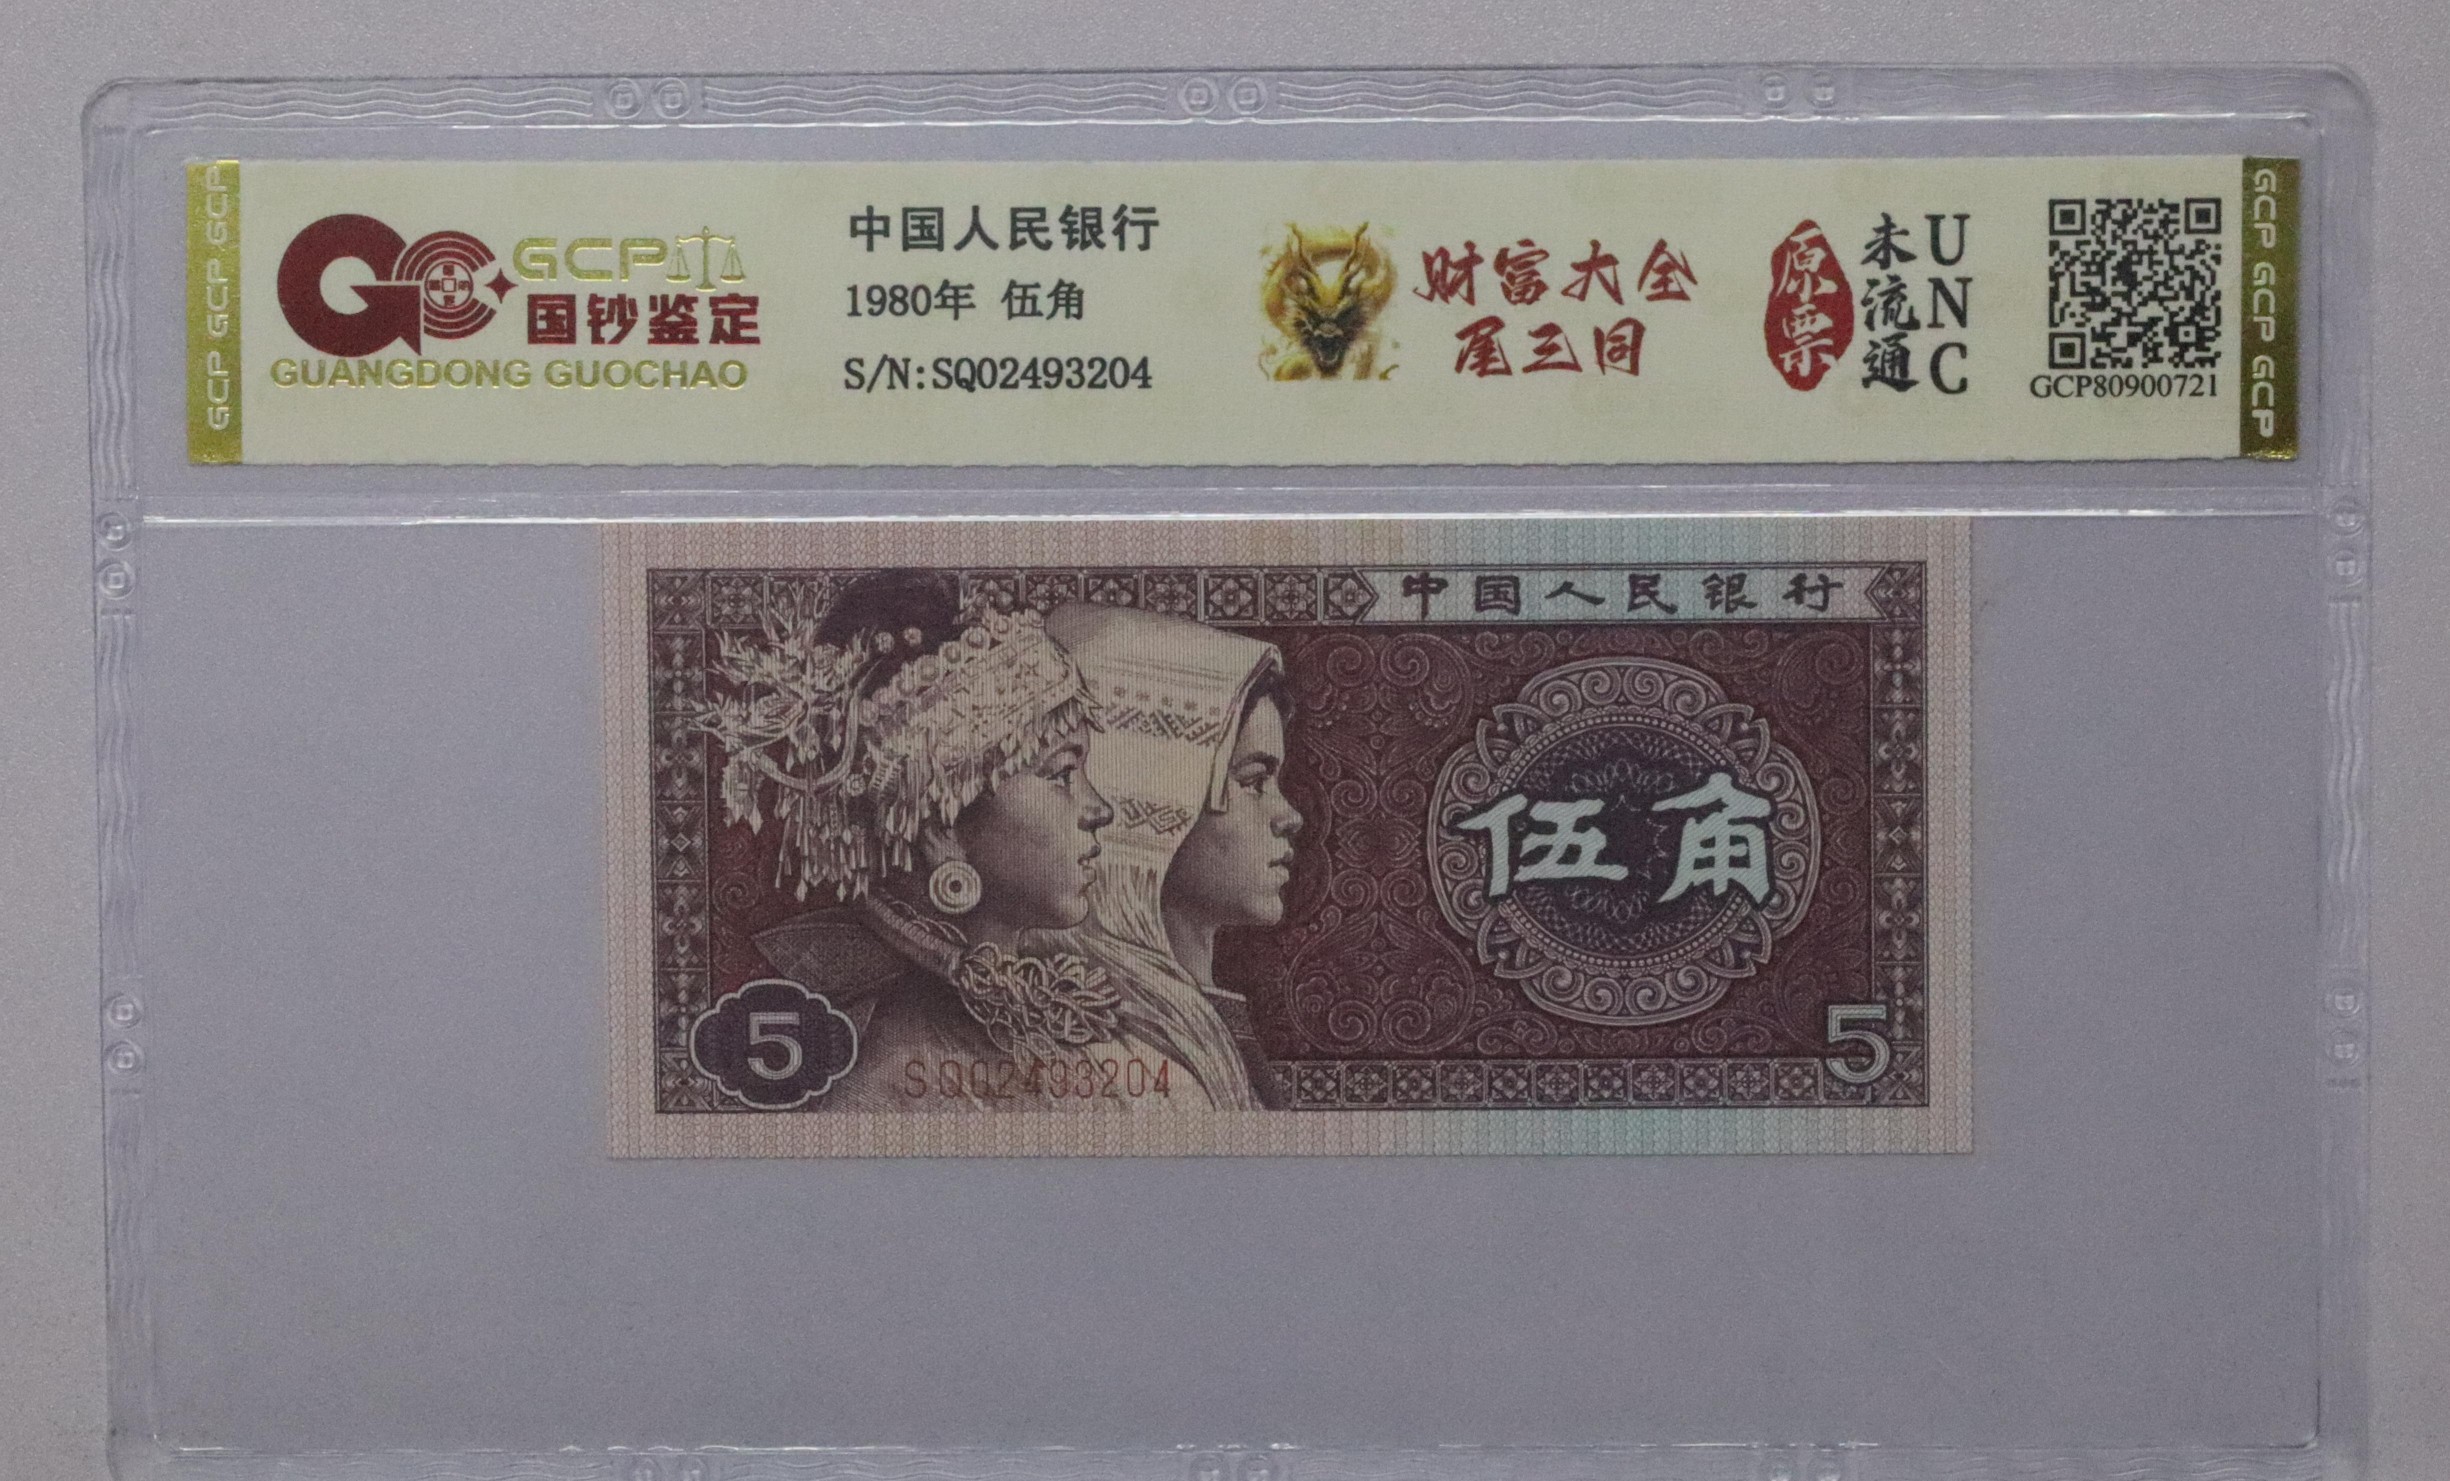 GCP GCP GCP
GCP
国钞鉴定
GUANGDONG GUOCHAO
中国人民银行
1980年 伍角
S/N:SQ02493204
财富大全
尾三同
原票
未流通
UNC
GCP80900721
GCP GCP GCP
中国人民银行
伍角
5
5
SQ02493204